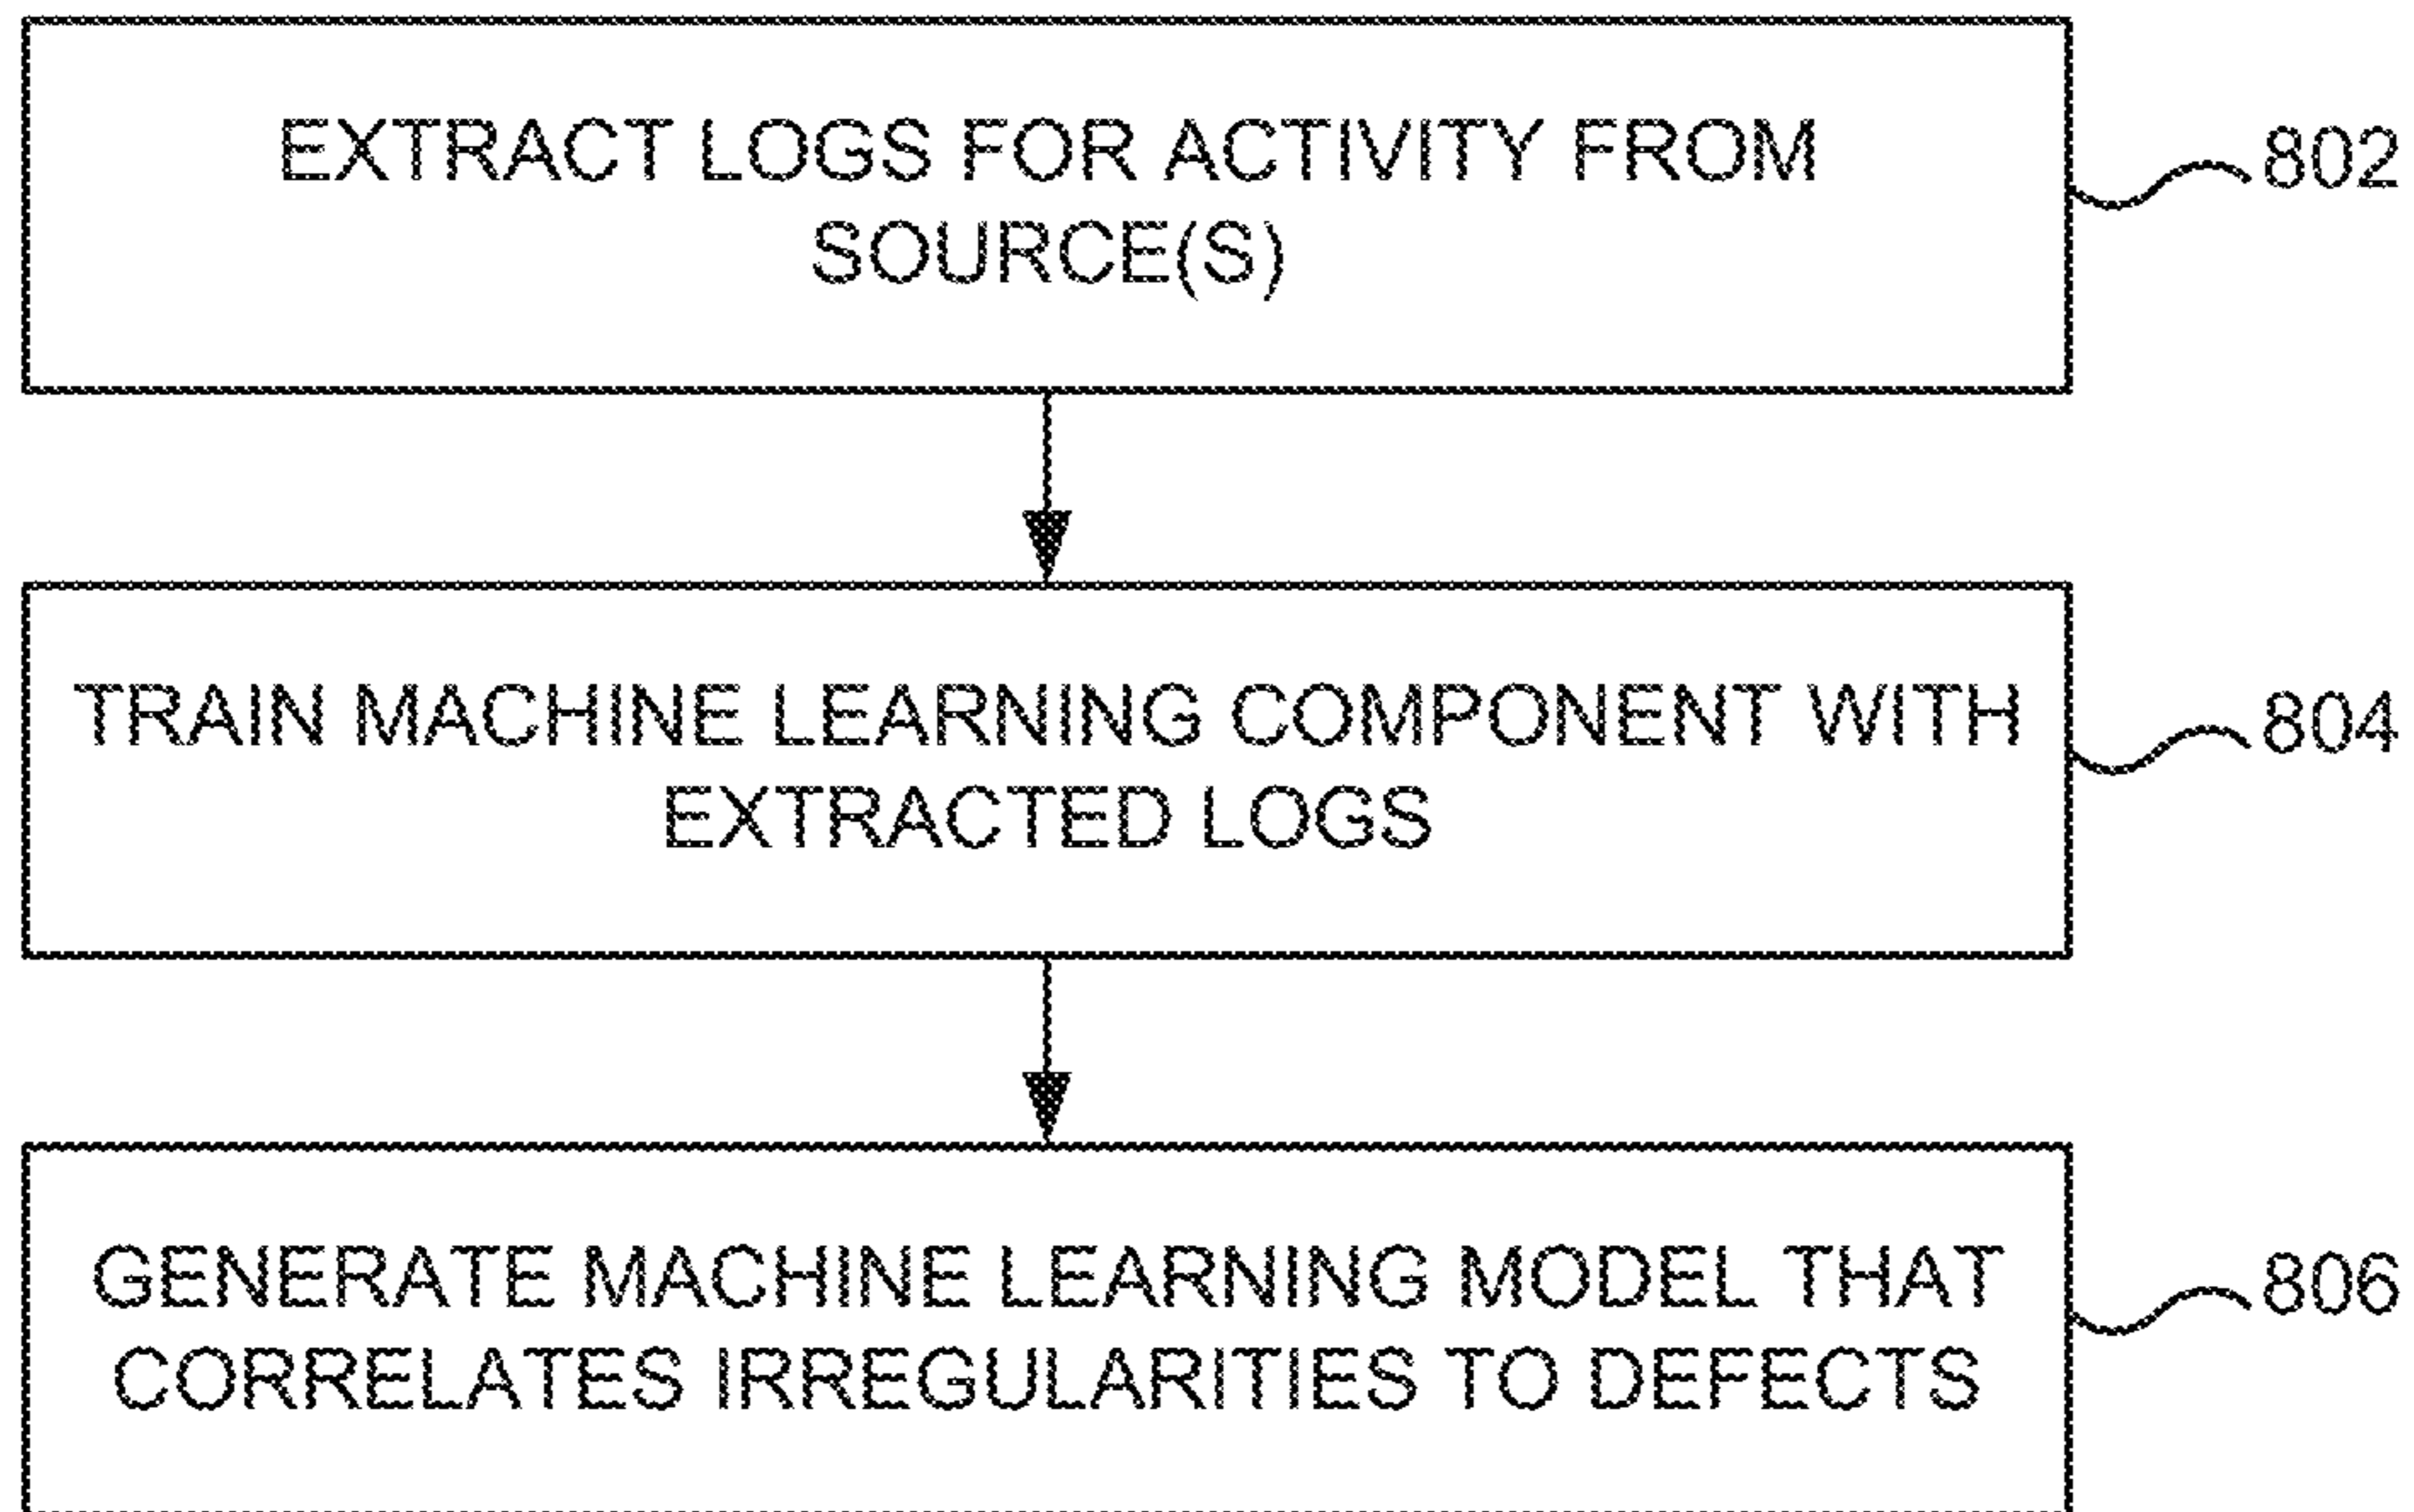 EXTRACT LOGS FOR ACTIVITY FROM
SOURCE(S)
802
TRAIN MACHINE LEARNING COMPONENT WITH
EXTRACTED LOGS
804
GENERATE MACHINE LEARNING MODEL THAT
CORRELATES IRREGULARITIES TO DEFECTS
806